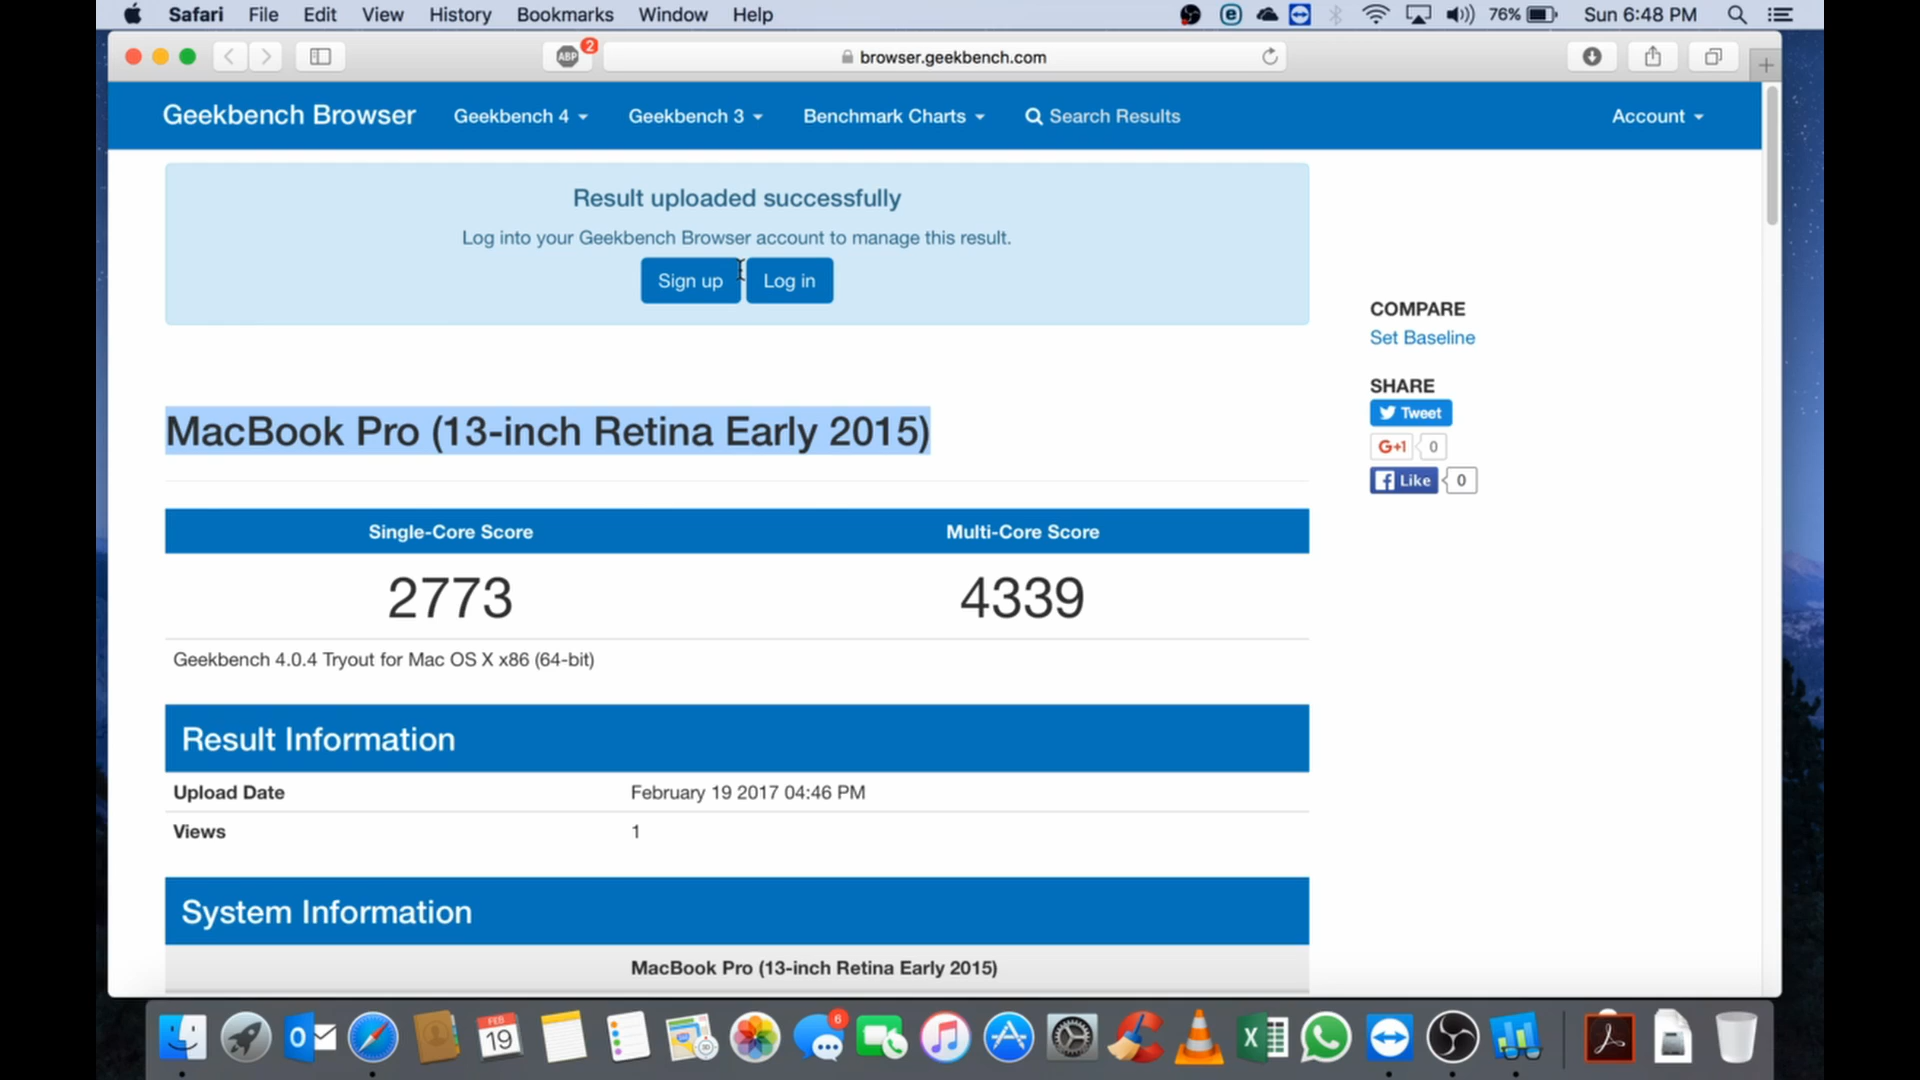 Safari File Edit View History Bookmarks Window Help 76% Sun 6:48 PM
ABP 2 browser.geekbench.com
Geekbench Browser Geekbench 4 Geekbench 3 Benchmark Charts Search Results Account
Result uploaded successfully
Log into your Geekbench Browser account to manage this result.
Sign up Log in
COMPARE
Set Baseline
SHARE
Tweet
G+1 0
Like 0
MacBook Pro (13-inch Retina Early 2015)
Single-Core Score Multi-Core Score
2773 4339
Geekbench 4.0.4 Tryout for Mac OS X x86 (64-bit)
Result Information
Upload Date February 19 2017 04:46 PM
Views 1
System Information
MacBook Pro (13-inch Retina Early 2015)
FEB
19
6